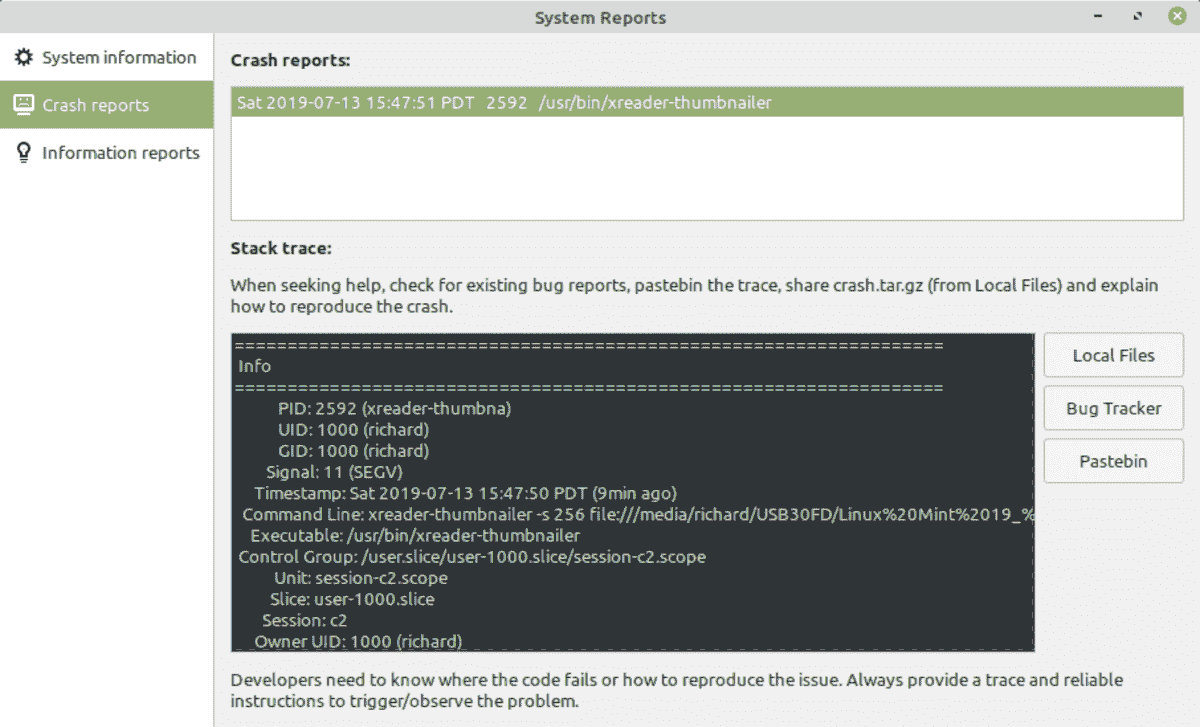 System Reports
System information
Crash reports
Information reports
Crash reports:
Sat 2019-07-13 15:47:51 PDT 2592 /usr/bin/xreader-thumbnailer
Stack trace:
When seeking help, check for existing bug reports, pastebin the trace, share crash.tar.gz (from Local Files) and explain
how to reproduce the crash.
===================================================================
Info
===================================================================
PID: 2592 (xreader-thumbna)
UID: 1000 (richard)
GID: 1000 (richard)
Signal: 11 (SEGV)
Timestamp: Sat 2019-07-13 15:47:50 PDT (9min ago)
Command Line: xreader-thumbnailer -s 256 file:///media/richard/USB30FD/Linux%20Mint%2019_%
Executable: /usr/bin/xreader-thumbnailer
Control Group: /user.slice/user-1000.slice/session-c2.scope
Unit: session-c2.scope
Slice: user-1000.slice
Session: c2
Owner UID: 1000 (richard)
Local Files
Bug Tracker
Pastebin
Developers need to know where the code fails or how to reproduce the issue. Always provide a trace and reliable
instructions to trigger/observe the problem.